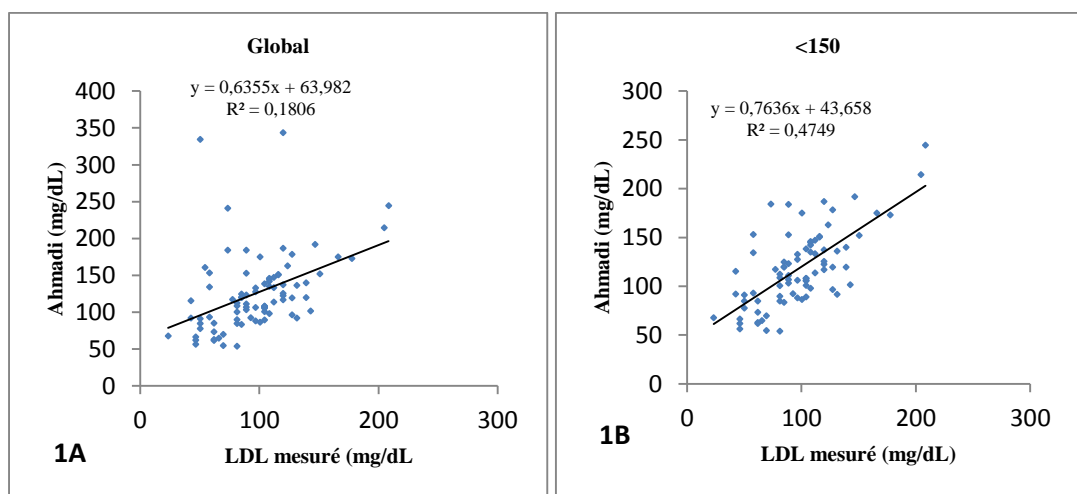 Global
y = 0,6355x + 63,982
R² = 0,1806
400
350
300
250
200
150
100
50
0
Ahmadi (mg/dL)
0 100 200 300
LDL mesuré (mg/dL
1A
<150
y = 0,7636x + 43,658
R² = 0,4749
300
250
200
150
100
50
0
Ahmadi (mg/dL)
0 100 200 300
LDL mesuré (mg/dL)
1B